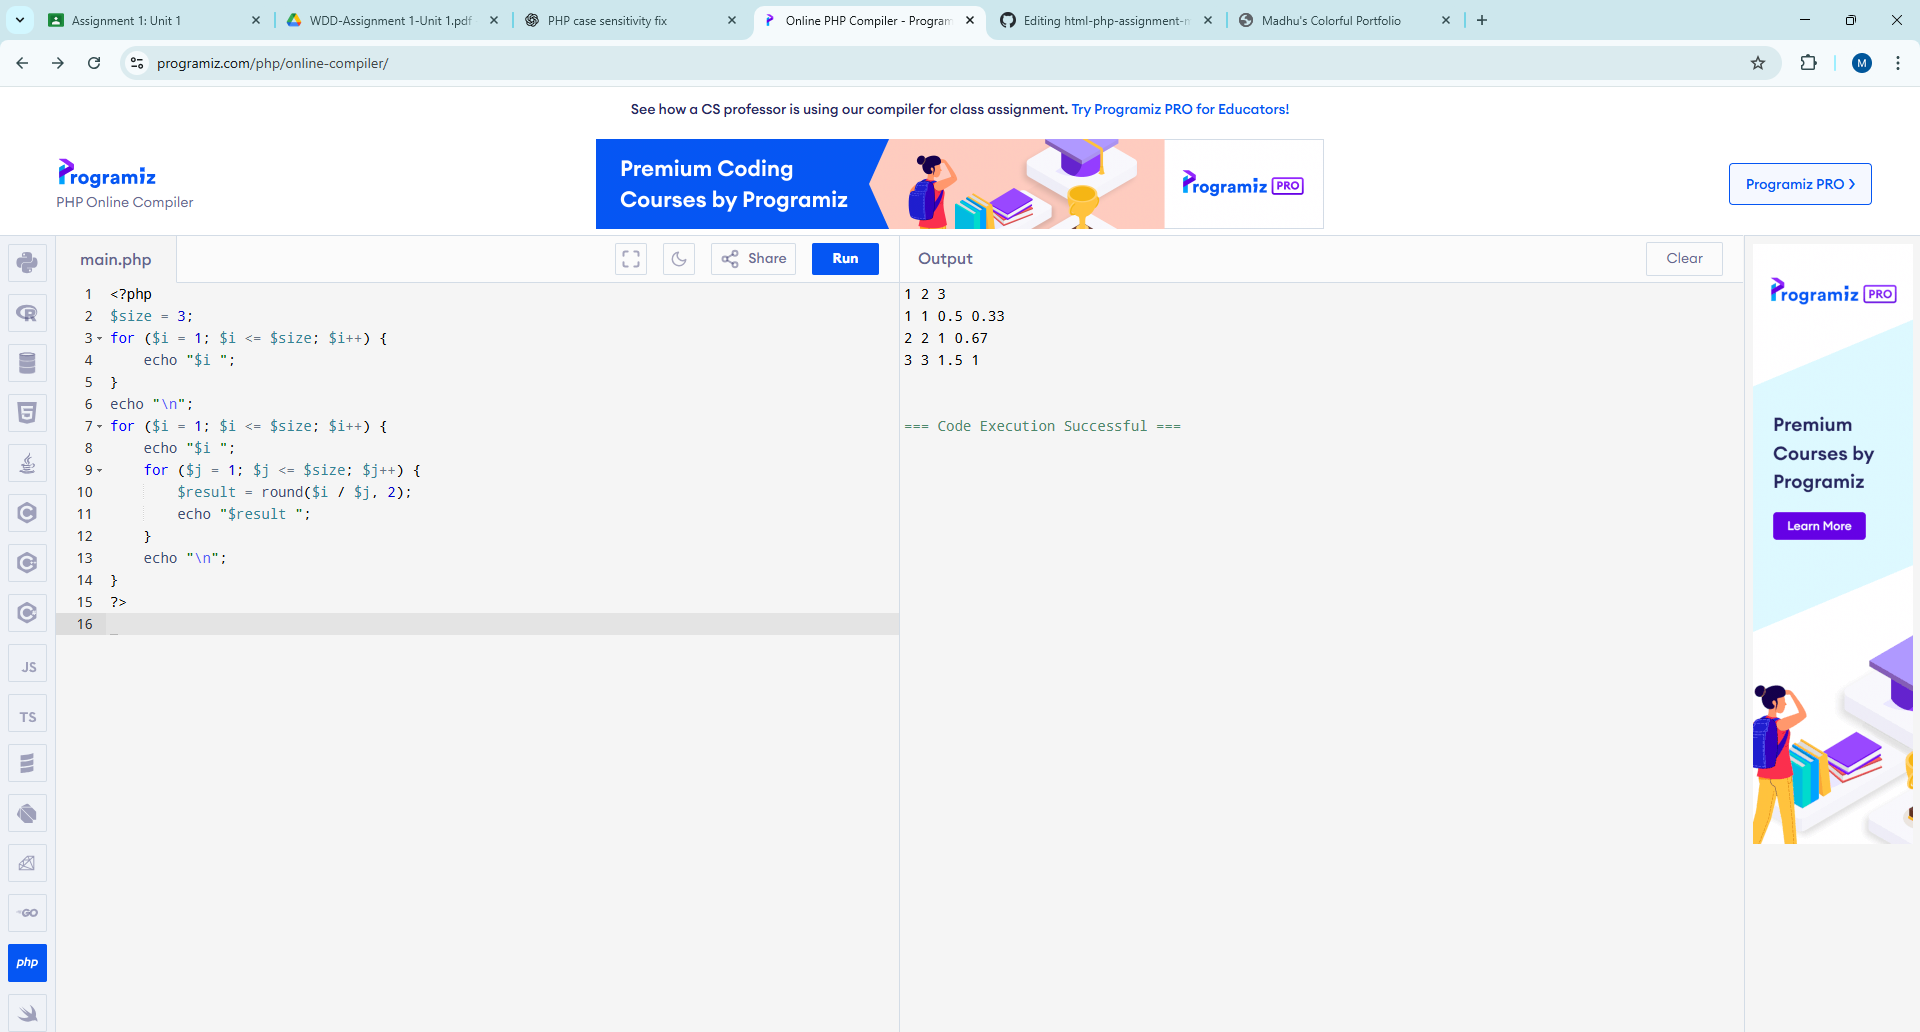 Assignment 1: Unit 1
WDD-Assignment 1-Unit 1.pdf
PHP case sensitivity fix
Online PHP Compiler - Program
Editing html-php-assignment-m
Madhu's Colorful Portfolio
programiz.com/php/online-compiler/
M
See how a CS professor is using our compiler for class assignment. Try Programiz PRO for Educators!
Programiz
PHP Online Compiler
Premium Coding
Courses by Programiz
Programiz PRO
Programiz PRO
main.php
Share
Run
Output
Clear
1 <?php
2 $size = 3;
3 for ($i = 1; $i <= $size; $i++) {
4     echo "$i ";
5 }
6 echo "\n";
7 for ($i = 1; $i <= $size; $i++) {
8     echo "$i ";
9     for ($j = 1; $j <= $size; $j++) {
10         $result = round($i / $j, 2);
11         echo "$result ";
12     }
13     echo "\n";
14 }
15 ?>
16
1 2 3
1 1 0.5 0.33
2 2 1 0.67
3 3 1.5 1
=== Code Execution Successful ===
Programiz PRO
Premium
Courses by
Programiz
Learn More
R
JS
TS
GO
php